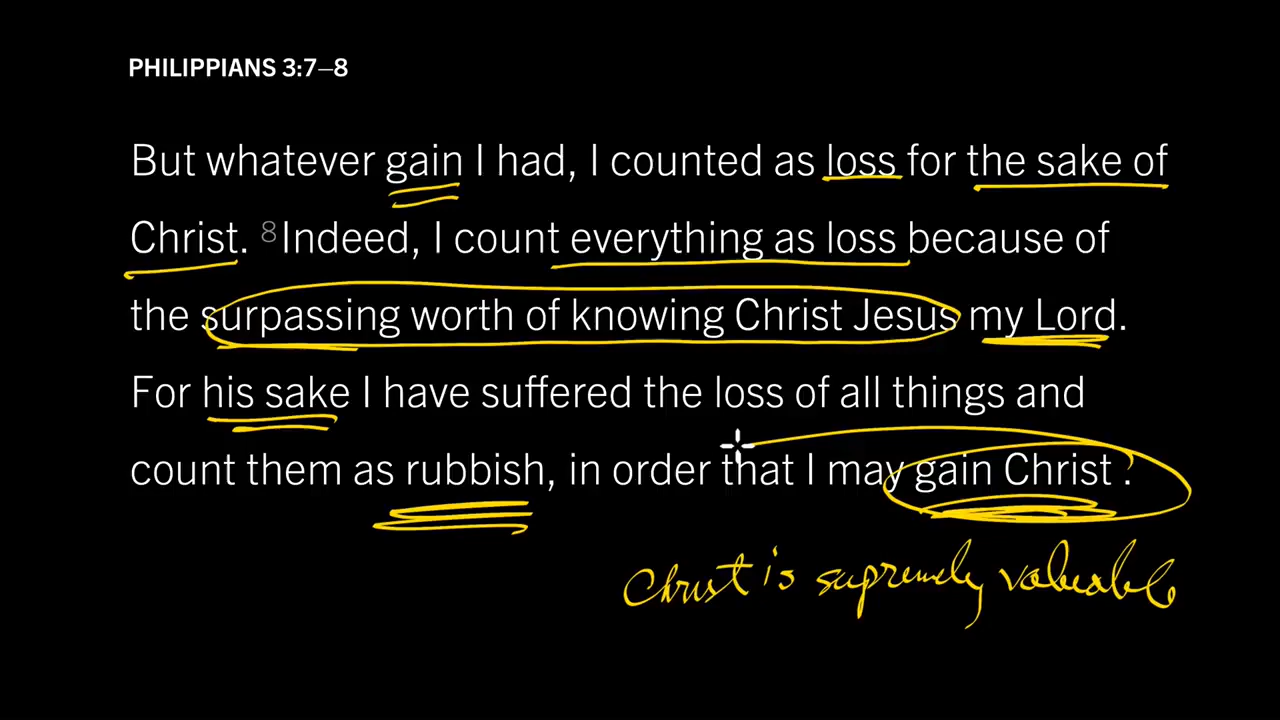 PHILIPPIANS 3:7–8
But whatever gain I had, I counted as loss for the sake of
Christ. 8 Indeed, I count everything as loss because of
the surpassing worth of knowing Christ Jesus my Lord.
For his sake I have suffered the loss of all things and
count them as rubbish, in order that I may gain Christ.
Christ is supremely valuable